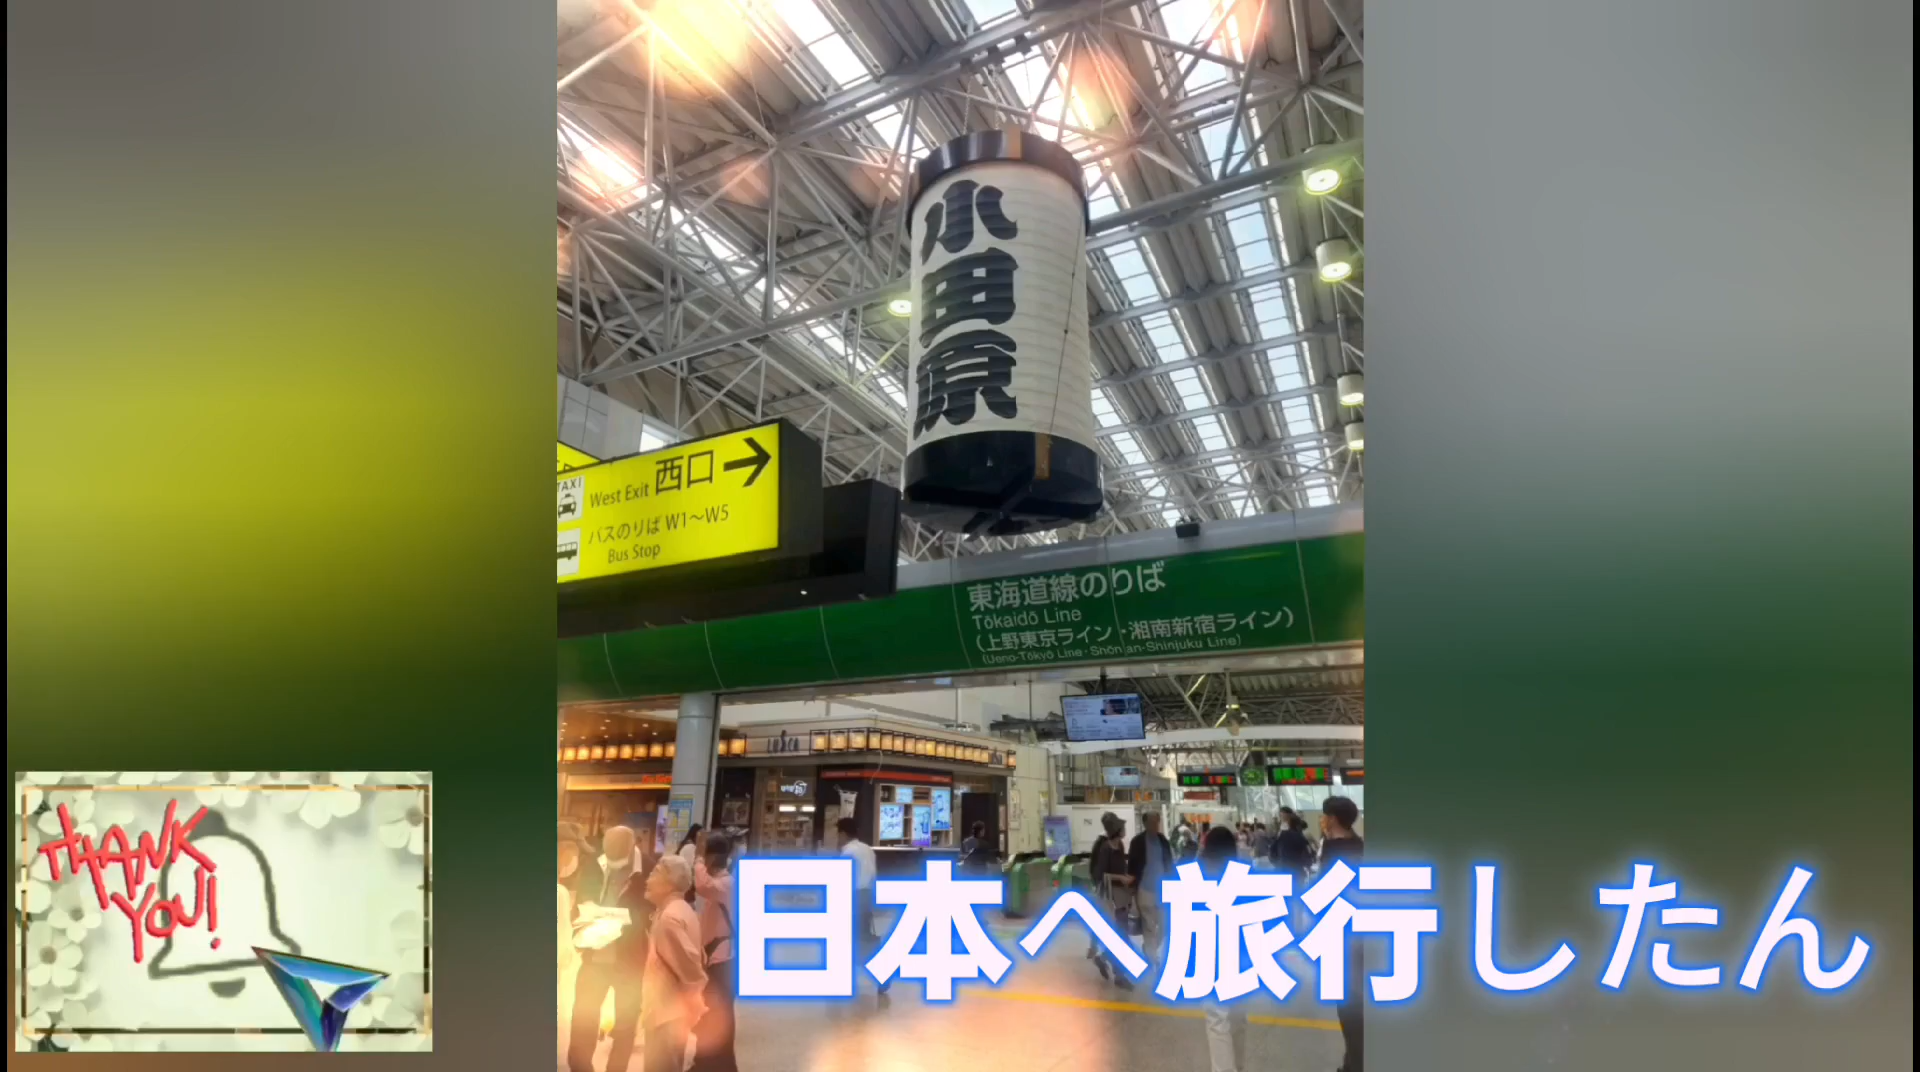 小田原
TAXI
West Exit 西口
バスのりば W1～W5
Bus Stop
東海道線のりば
Tōkaidō Line
（上野東京ライン・湘南新宿ライン）
(Ueno-Tōkyō Line・Shōnan-Shinjuku Line)
LUSCA
THANK
YOU!
日本へ旅行したん